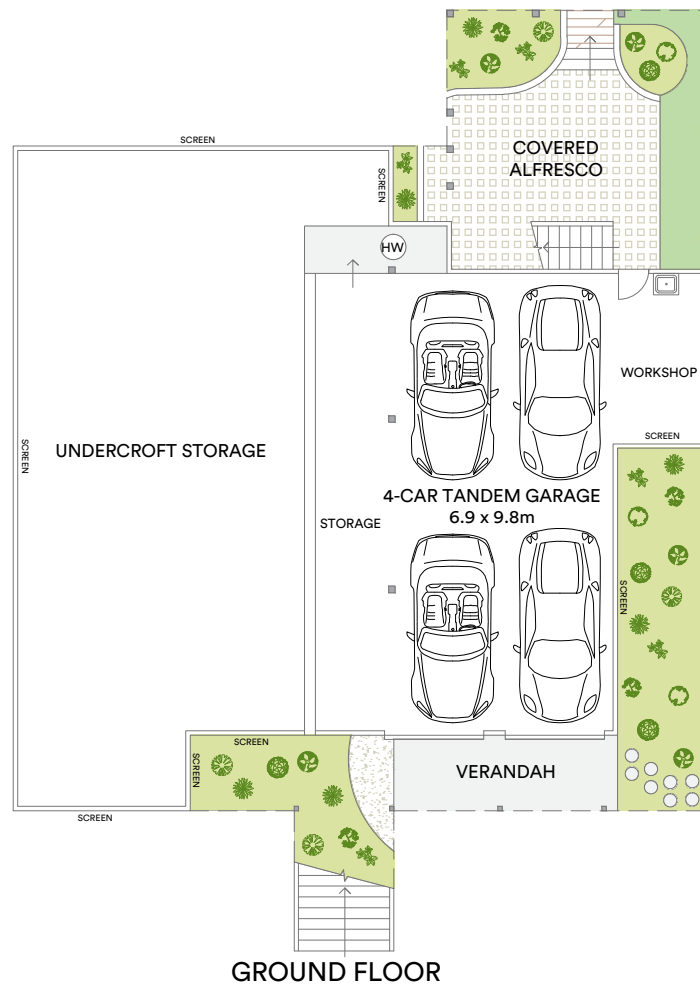 COVERED
ALFRESCO
SCREEN
SCREEN
HW
WORKSHOP
SCREEN
SCREEN
UNDERCROFT STORAGE
4-CAR TANDEM GARAGE
6.9 x 9.8m
STORAGE
SCREEN
SCREEN
SCREEN
VERANDAH
SCREEN
GROUND FLOOR